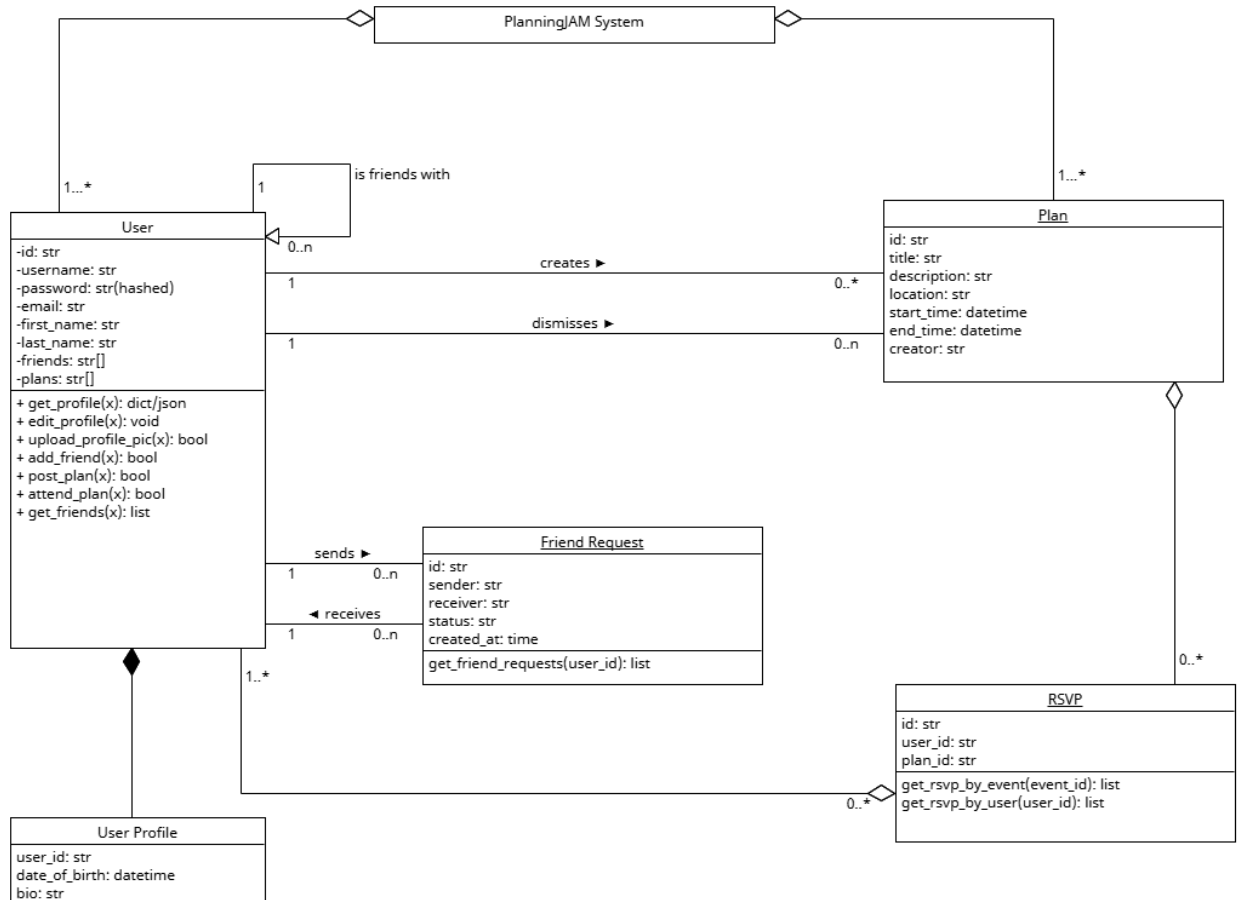 PlanningJAM System
1...*
1...*
1
is friends with
0..n
User
-id: str
-username: str
-password: str(hashed)
-email: str
-first_name: str
-last_name: str
-friends: str[]
-plans: str[]
+ get_profile(x): dict/json
+ edit_profile(x): void
+ upload_profile_pic(x): bool
+ add_friend(x): bool
+ post_plan(x): bool
+ attend_plan(x): bool
+ get_friends(x): list
creates ►
1
0..*
dismisses ►
1
0..n
Plan
id: str
title: str
description: str
location: str
start_time: datetime
end_time: datetime
creator: str
sends ►
1
0..n
◄ receives
1
0..n
Friend Request
id: str
sender: str
receiver: str
status: str
created_at: time
get_friend_requests(user_id): list
1..*
0..*
0..*
RSVP
id: str
user_id: str
plan_id: str
get_rsvp_by_event(event_id): list
get_rsvp_by_user(user_id): list
User Profile
user_id: str
date_of_birth: datetime
bio: str